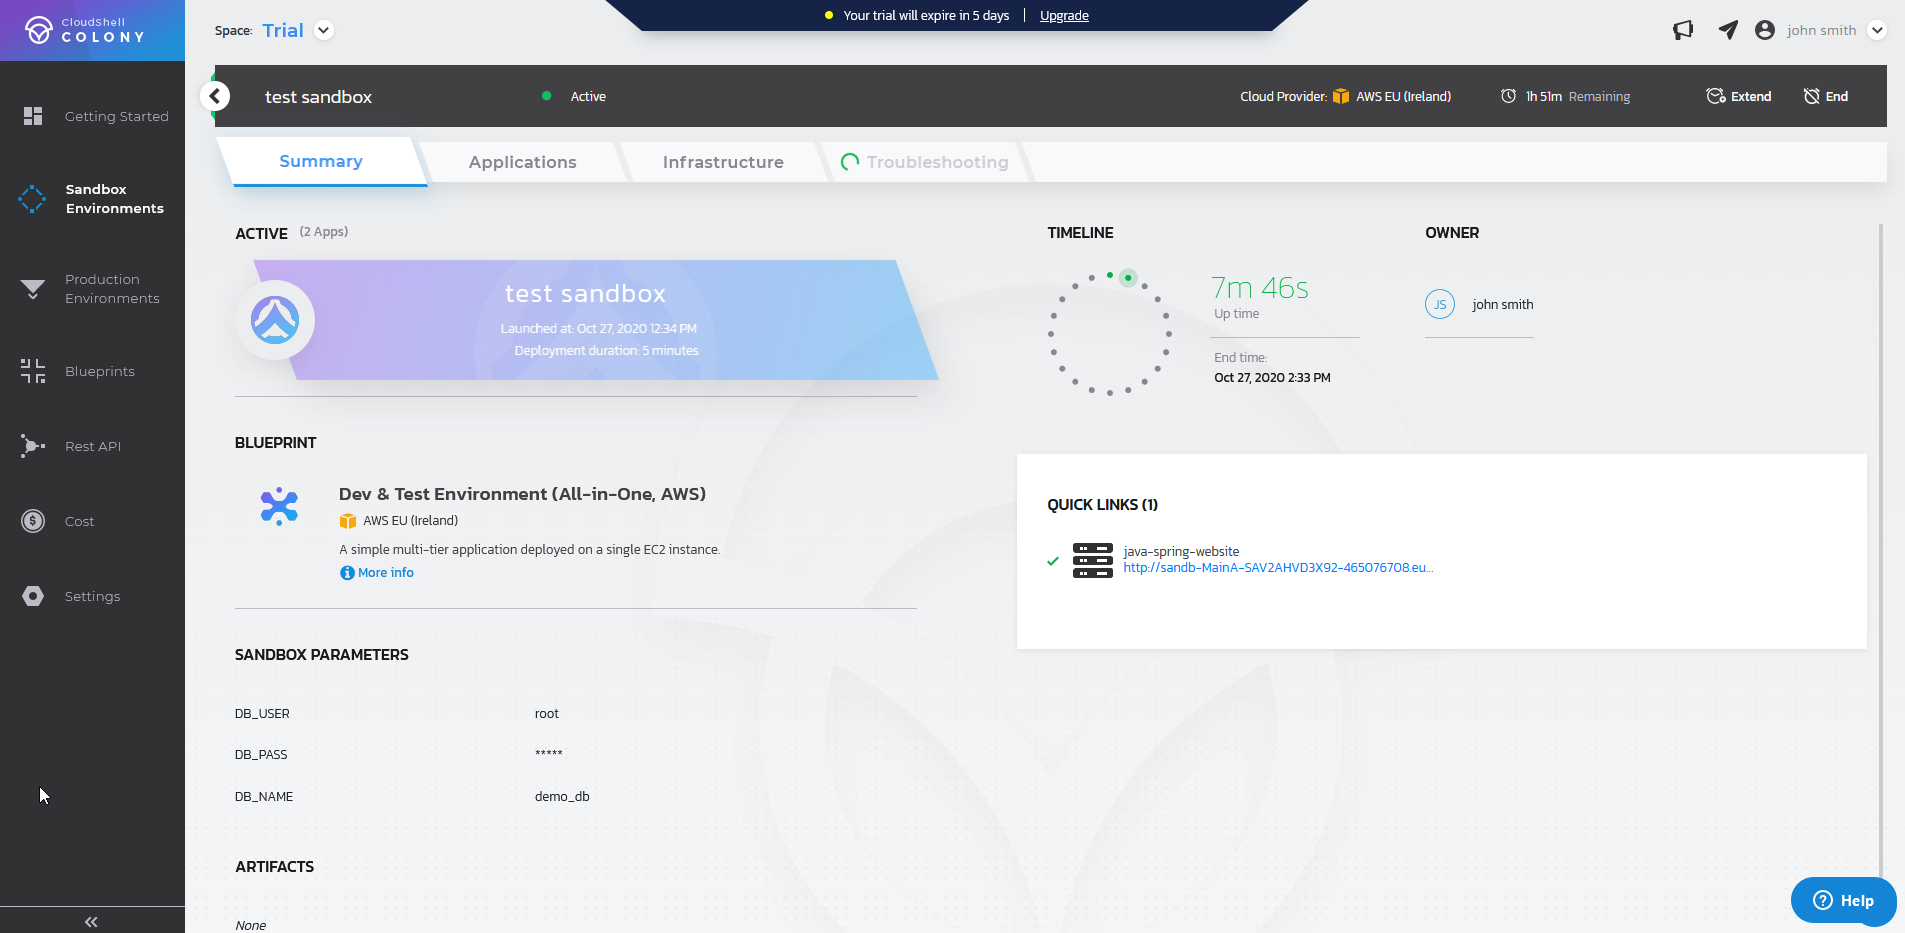 CloudShell
COLONY
Space: Trial
Your trial will expire in 5 days | Upgrade
john smith
Getting Started
Sandbox
Environments
Production
Environments
Blueprints
Rest API
$
Cost
Settings
test sandbox
Active
Cloud Provider: AWS EU (Ireland)
1h 51m Remaining
Extend
End
Summary
Applications
Infrastructure
Troubleshooting
ACTIVE (2 Apps)
test sandbox
Launched at: Oct 27, 2020 12:34 PM
Deployment duration: 5 minutes
TIMELINE
7m 46s
Up time
End time:
Oct 27, 2020 2:33 PM
OWNER
JS
john smith
BLUEPRINT
Dev & Test Environment (All-in-One, AWS)
AWS EU (Ireland)
A simple multi-tier application deployed on a single EC2 instance.
More info
QUICK LINKS (1)
java-spring-website
http://sandb-MainA-SAV2AHVD3X92-465076708.eu...
SANDBOX PARAMETERS
DB_USER root
DB_PASS *****
DB_NAME demo_db
ARTIFACTS
None
? Help